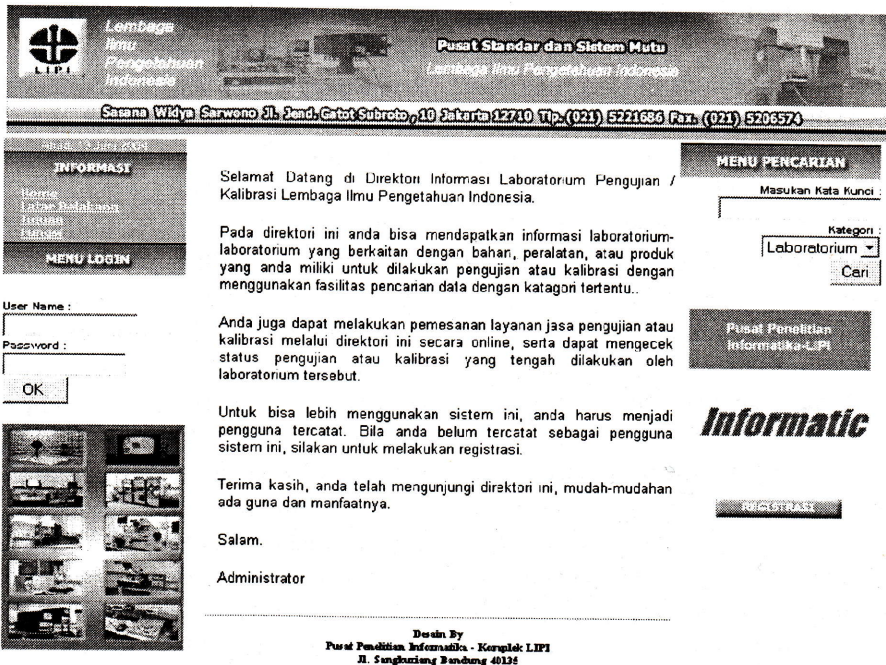 LIPI
Lembaga
Ilmu
Pengetahuan
Indonesia
Pusat Standar dan Sistem Mutu
Lembaga Ilmu Pengetahuan Indonesia
Sasana Widya Sarwono Jl. Jend. Gatot Subroto, 10 Jakarta 12710 Tlp. (021) 5221686 Fax. (021) 5206574
2004
INFORMASI
Home
Latar Belakang
Tujuan
Fungsi
MENU LOGIN
User Name :
Password :
OK
Selamat Datang di Direktori Informasi Laboratorium Pengujian /
Kalibrasi Lembaga Ilmu Pengetahuan Indonesia.
Pada direktori ini anda bisa mendapatkan informasi laboratorium-
laboratorium yang berkaitan dengan bahan, peralatan, atau produk
yang anda miliki untuk dilakukan pengujian atau kalibrasi dengan
menggunakan fasilitas pencarian data dengan katagori tertentu..
Anda juga dapat melakukan pemesanan layanan jasa pengujian atau
kalibrasi melalui direktori ini secara online, serta dapat mengecek
status pengujian atau kalibrasi yang tengah dilakukan oleh
laboratorium tersebut.
Untuk bisa lebih menggunakan sistem ini, anda harus menjadi
pengguna tercatat. Bila anda belum tercatat sebagai pengguna
sistem ini, silakan untuk melakukan registrasi.
Terima kasih, anda telah mengunjungi direktori ini, mudah-mudahan
ada guna dan manfaatnya.
Salam.
Administrator
MENU PENCARIAN
Masukan Kata Kunci :
Kategori :
Laboratorium
Cari
Pusat Penelitian
Informatika-LIPI
Informatic
REGISTRASI
Desain By
Pusat Penelitian Informatika - Komplek LIPI
Jl. Sangkuriang Bandung 40135